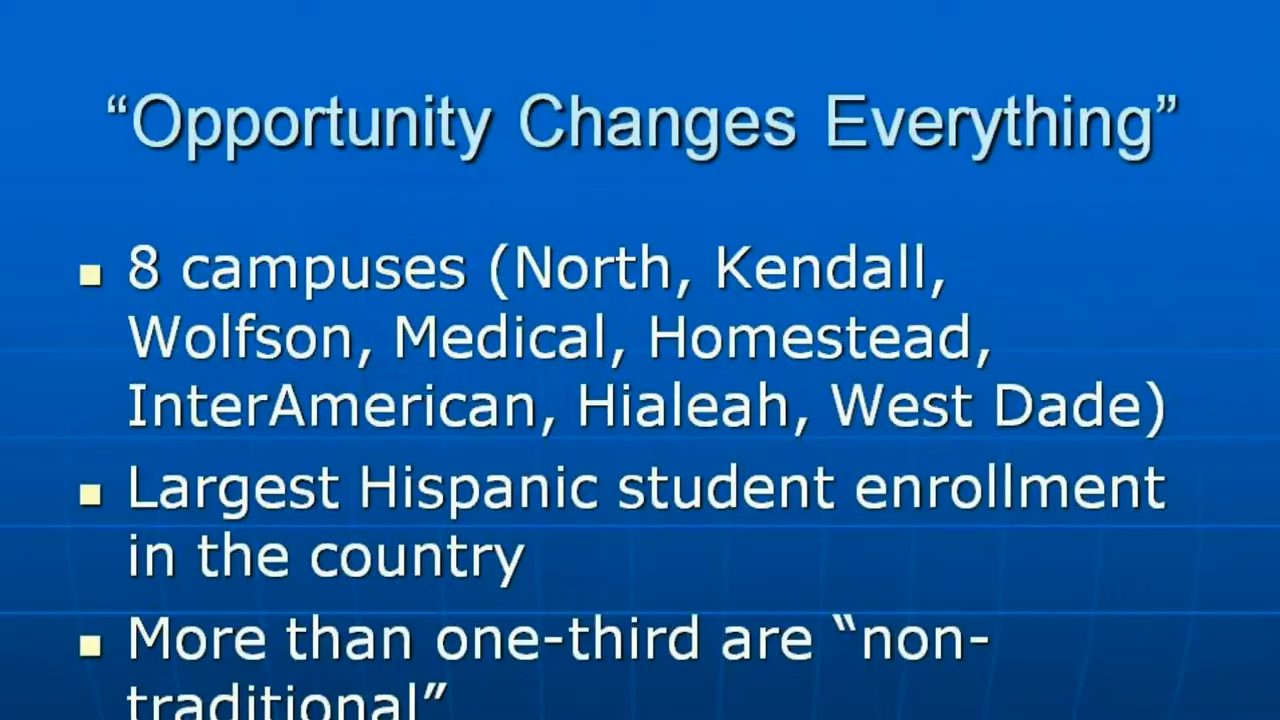 “Opportunity Changes Everything”
8 campuses (North, Kendall,
Wolfson, Medical, Homestead,
InterAmerican, Hialeah, West Dade)
Largest Hispanic student enrollment
in the country
More than one-third are “non-
traditional”